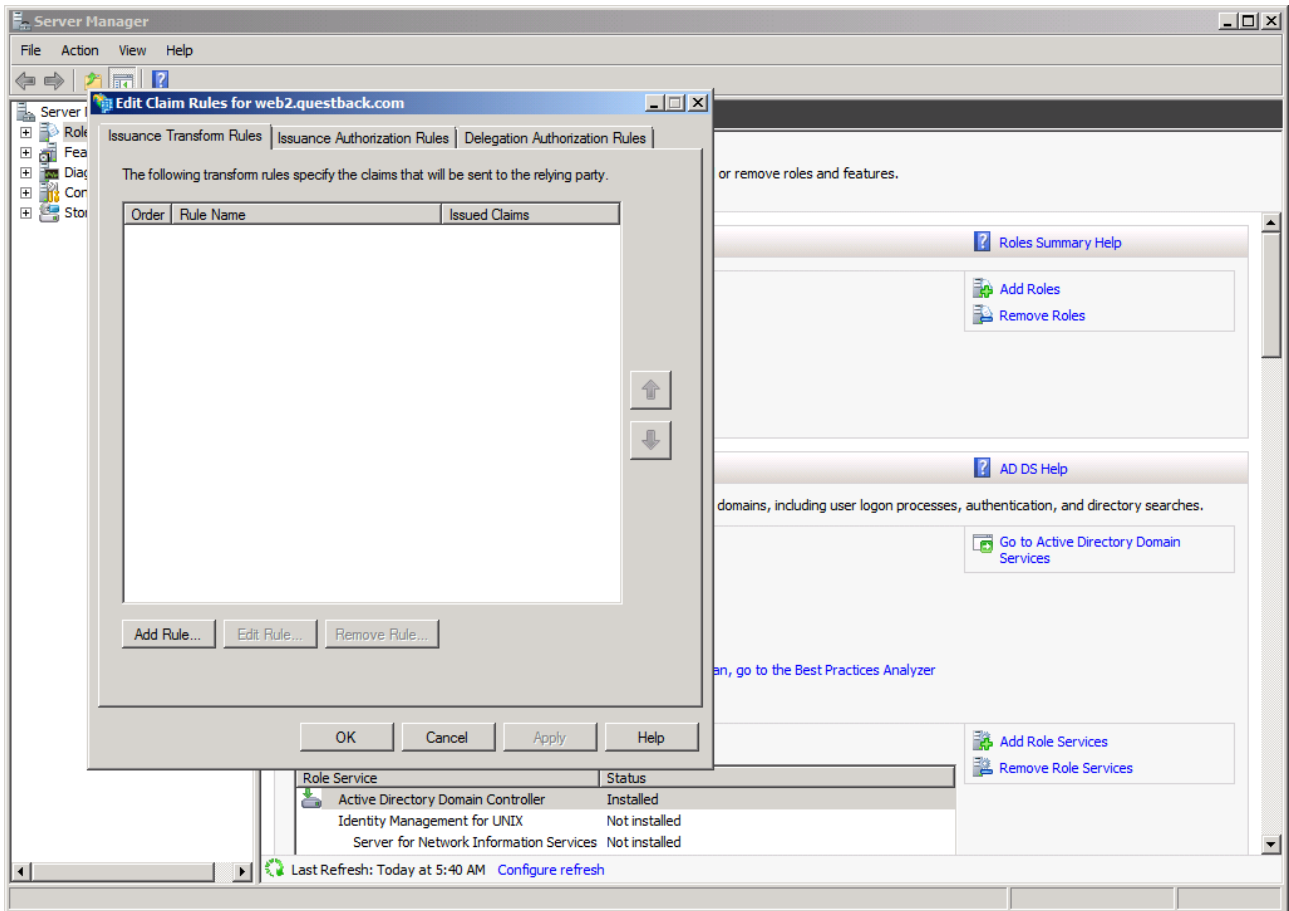 Server Manager
File Action View Help
Server
Role
Fea
Diag
Con
Stor
Edit Claim Rules for web2.questback.com
Issuance Transform Rules Issuance Authorization Rules Delegation Authorization Rules
The following transform rules specify the claims that will be sent to the relying party.
Order Rule Name Issued Claims
Add Rule... Edit Rule... Remove Rule...
OK Cancel Apply Help
or remove roles and features.
Roles Summary Help
Add Roles
Remove Roles
AD DS Help
domains, including user logon processes, authentication, and directory searches.
Go to Active Directory Domain
Services
an, go to the Best Practices Analyzer
Add Role Services
Remove Role Services
Role Service Status
Active Directory Domain Controller Installed
Identity Management for UNIX Not installed
Server for Network Information Services Not installed
Last Refresh: Today at 5:40 AM Configure refresh